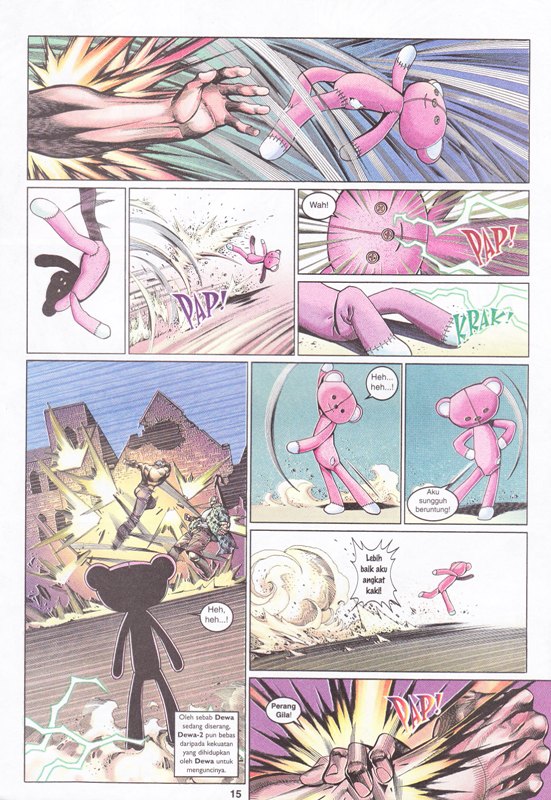 Wah!
PAP!
PAP!
KRAK!
Heh...
heh...!
Aku
sungguh
beruntung!
Heh,
heh...!
Lebih
baik aku
angkat
kaki!
Oleh sebab Dewa
sedang diserang,
Dewa-2 pun bebas
daripada kekuatan
yang dihidupkan
oleh Dewa untuk
menguncinya.
Perang
Gila!
PAP!
15